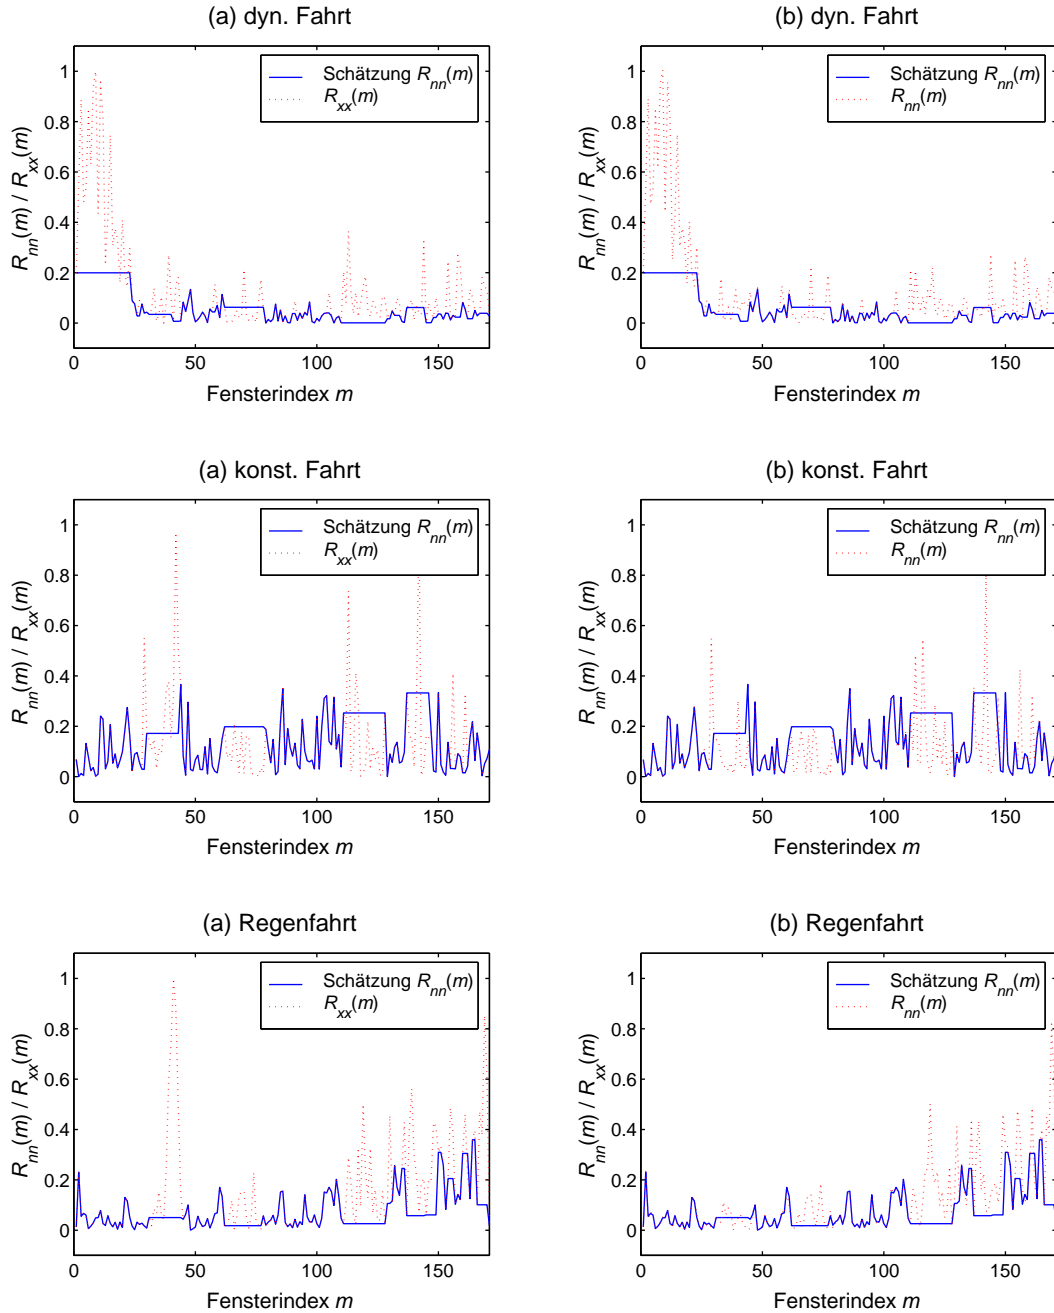 (a) dyn. Fahrt
1
0.8
0.6
0.4
0.2
0
R_nn(m) / R_xx(m)
Schätzung R_nn(m)
R_xx(m)
0 50 100 150
Fensterindex m
(b) dyn. Fahrt
1
0.8
0.6
0.4
0.2
0
R_nn(m) / R_xx(m)
Schätzung R_nn(m)
R_nn(m)
0 50 100 150
Fensterindex m
(a) konst. Fahrt
1
0.8
0.6
0.4
0.2
0
R_nn(m) / R_xx(m)
Schätzung R_nn(m)
R_xx(m)
0 50 100 150
Fensterindex m
(b) konst. Fahrt
1
0.8
0.6
0.4
0.2
0
R_nn(m) / R_xx(m)
Schätzung R_nn(m)
R_nn(m)
0 50 100 150
Fensterindex m
(a) Regenfahrt
1
0.8
0.6
0.4
0.2
0
R_nn(m) / R_xx(m)
Schätzung R_nn(m)
R_xx(m)
0 50 100 150
Fensterindex m
(b) Regenfahrt
1
0.8
0.6
0.4
0.2
0
R_nn(m) / R_xx(m)
Schätzung R_nn(m)
R_nn(m)
0 50 100 150
Fensterindex m